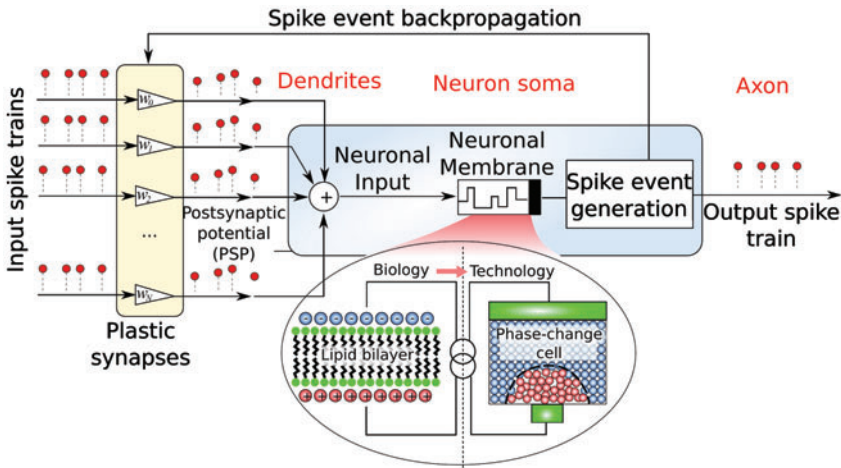 Spike event backpropagation
Dendrites
Neuron soma
Axon
Input spike trains
w₀
w₁
w₂
...
w_N
Plastic
synapses
Postsynaptic
potential
(PSP)
+
Neuronal
Input
Neuronal
Membrane
Spike event
generation
Output spike
train
Biology
Technology
Lipid bilayer
Phase-change
cell